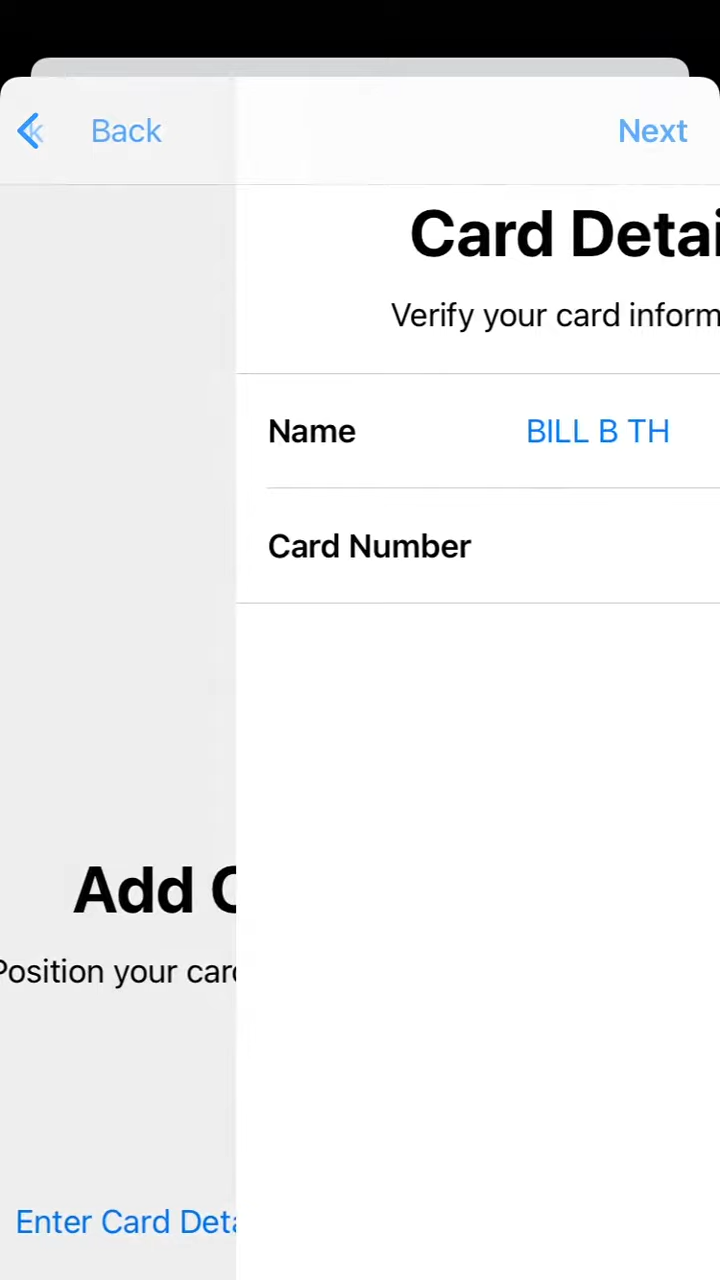 k Back Next
Card Detai
Verify your card inform
Name BILL B TH
Card Number
Add C
Position your card
Enter Card Deta